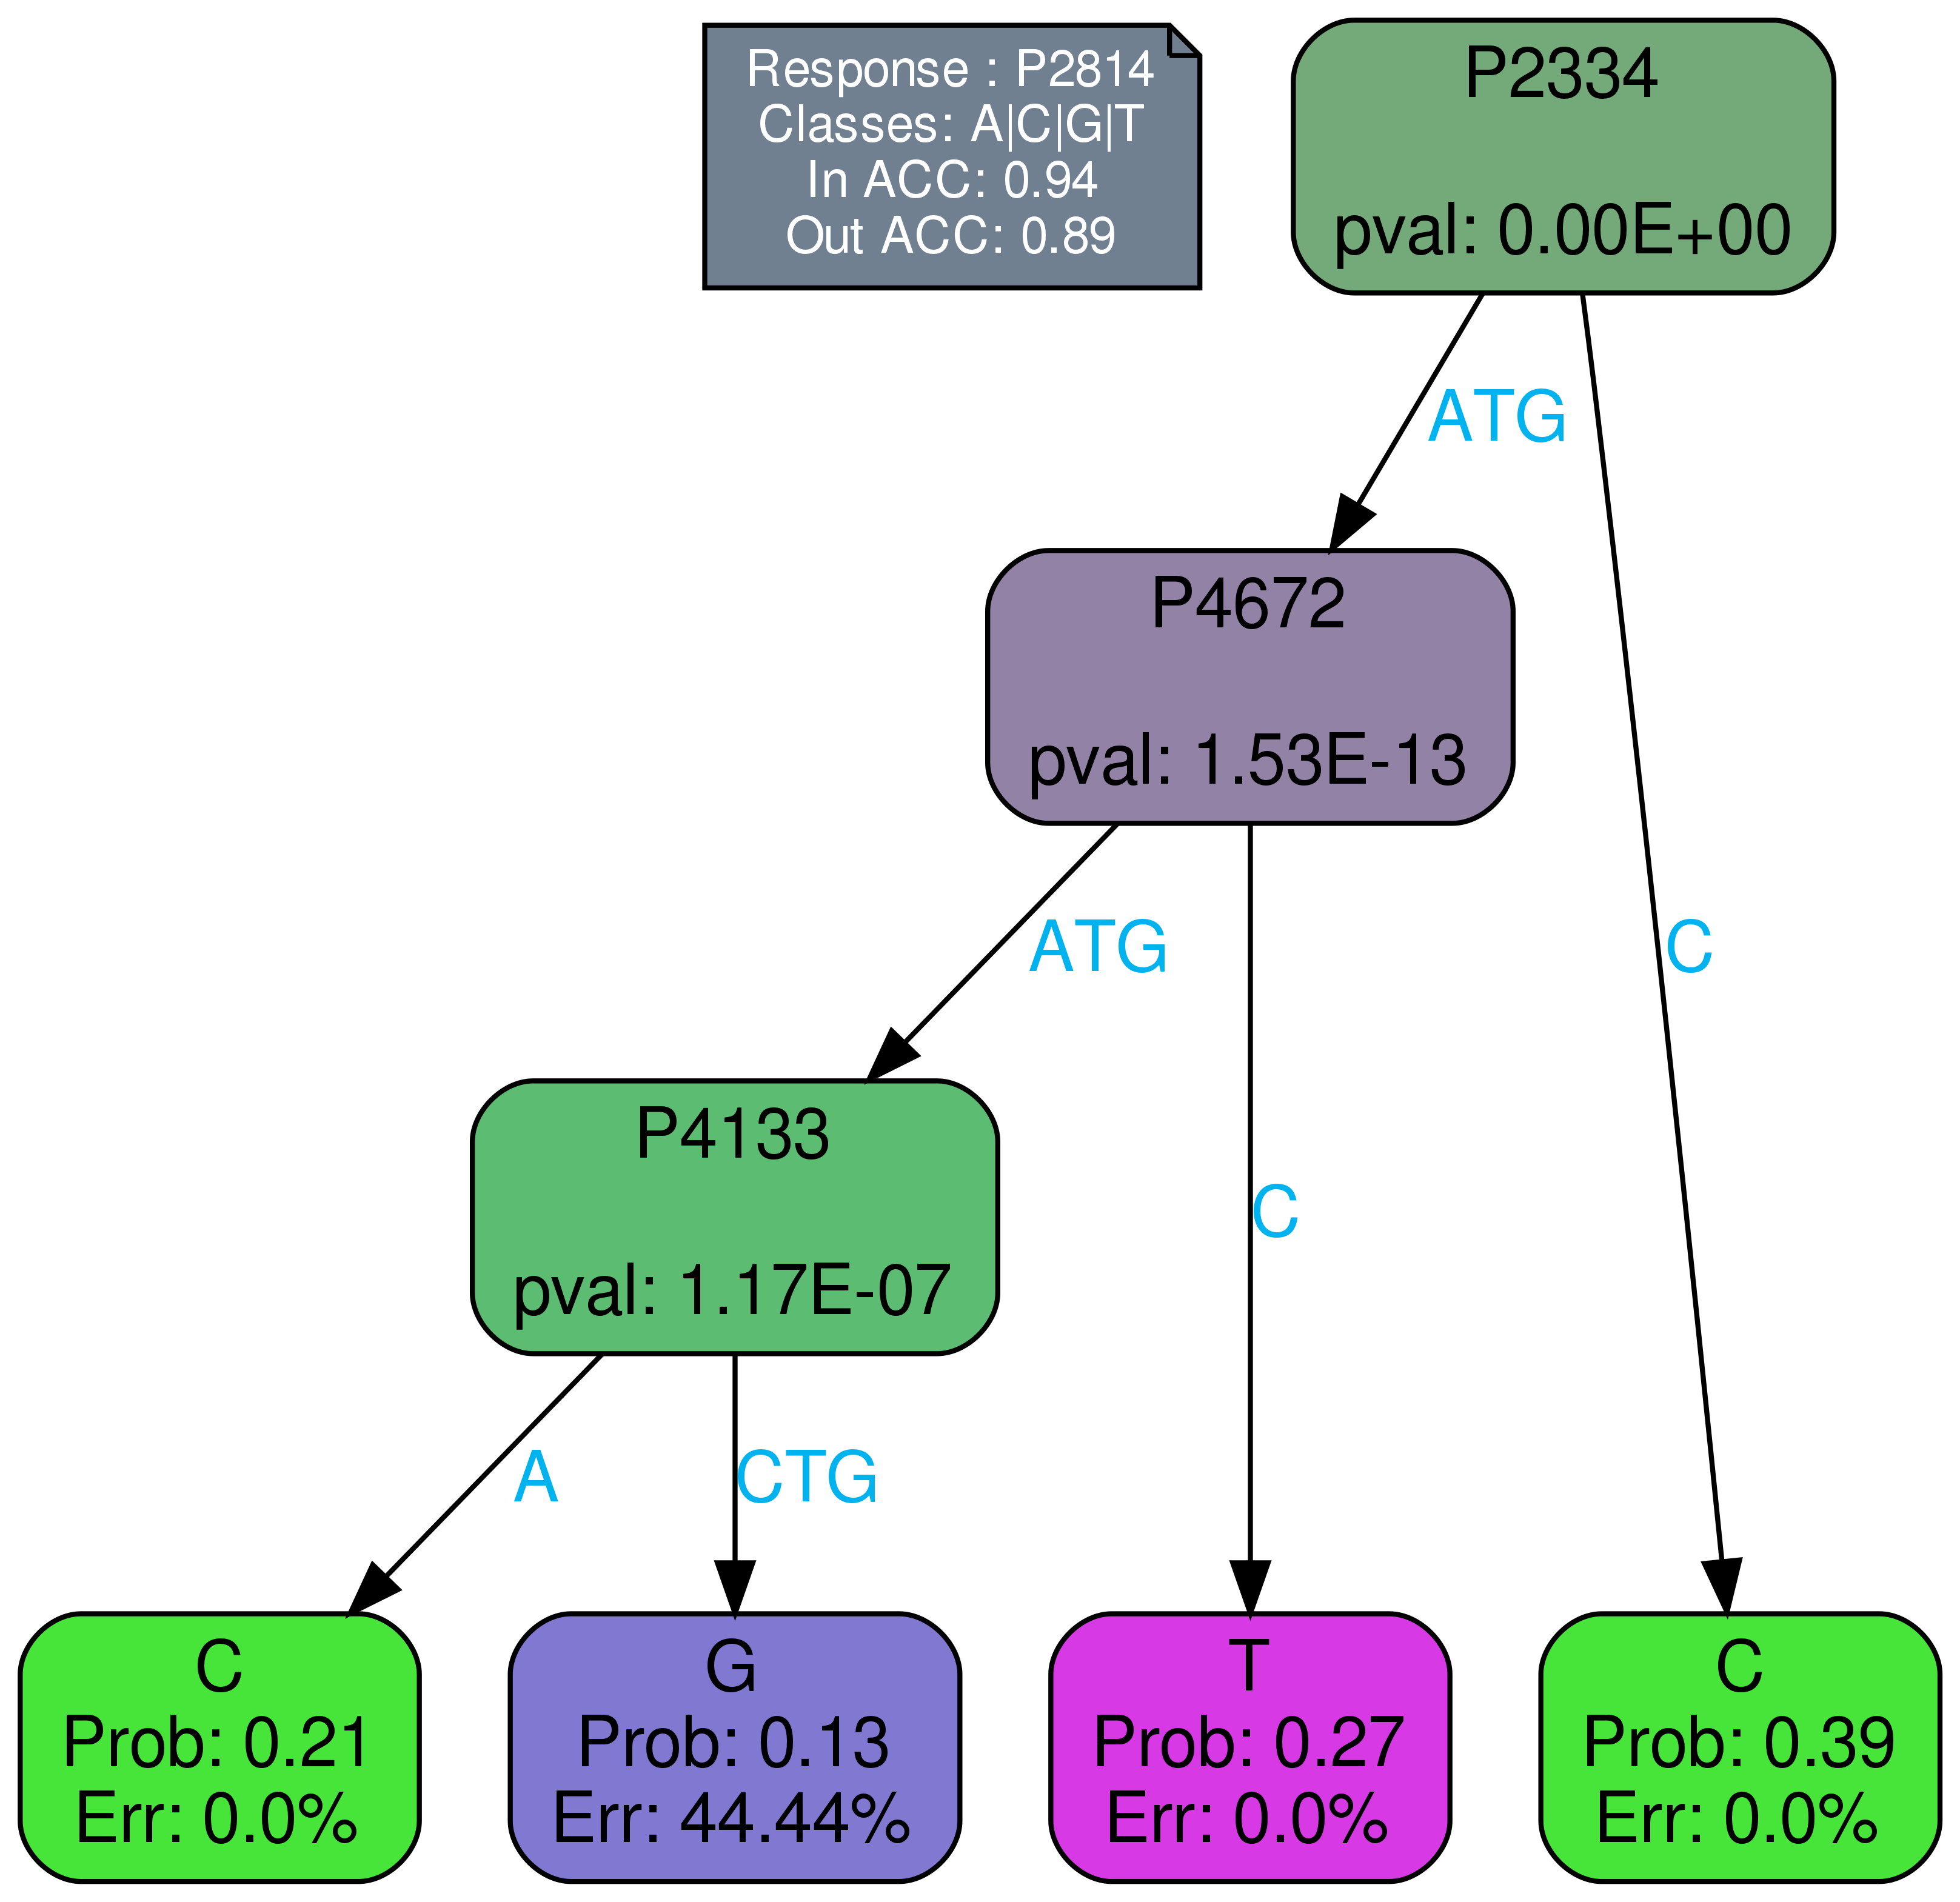 Response : P2814
Classes: A|C|G|T
In ACC: 0.94
Out ACC: 0.89
P2334
pval: 0.00E+00
ATG
C
P4672
pval: 1.53E-13
ATG
C
P4133
pval: 1.17E-07
A
CTG
C
Prob: 0.21
Err: 0.0%
G
Prob: 0.13
Err: 44.44%
T
Prob: 0.27
Err: 0.0%
C
Prob: 0.39
Err: 0.0%